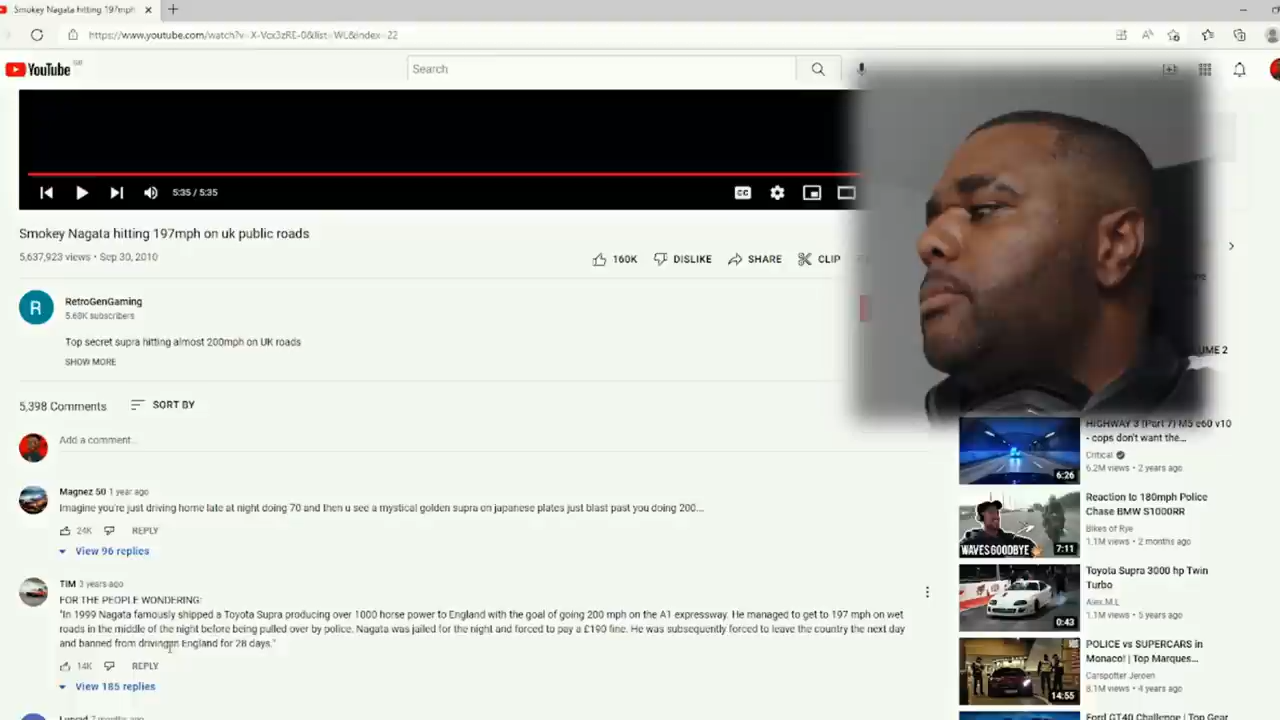 Smokey Nagata hitting 197mph
YouTube GB
Search
5:35 / 5:35
Smokey Nagata hitting 197mph on uk public roads
5,637,923 views • Sep 30, 2010
160K DISLIKE SHARE CLIP
RetroGenGaming
5.68K subscribers
Top secret supra hitting almost 200mph on UK roads
SHOW MORE
5,398 Comments SORT BY
Add a comment...
Magnez 50 1 year ago
Imagine you're just driving home late at night doing 70 and then u see a mystical golden supra on japanese plates just blast past you doing 200...
24K REPLY
View 96 replies
TIM 3 years ago
FOR THE PEOPLE WONDERING:
"In 1999 Nagata famously shipped a Toyota Supra producing over 1000 horse power to England with the goal of going 200 mph on the A1 expressway. He managed to get to 197 mph on wet
roads in the middle of the night before being pulled over by police. Nagata was jailed for the night and forced to pay a £190 fine. He was subsequently forced to leave the country the next day
and banned from driving in England for 28 days."
14K REPLY
View 185 replies
UME 2
HIGHWAY 3 (Part 7) M5 e60 v10
- cops don't want the...
Critical
6.2M views • 2 years ago
6:26
Reaction to 180mph Police
Chase BMW S1000RR
Bikes of Rye
1.1M views • 2 months ago
WAVES GOODBYE
7:11
Toyota Supra 3000 hp Twin
Turbo
Alex.M.L
1.1M views • 5 years ago
0:43
POLICE vs SUPERCARS in
Monaco! | Top Marques...
Carspotter Jeroen
8.1M views • 4 years ago
14:55
Ford GT40 Challenge | Top Gear